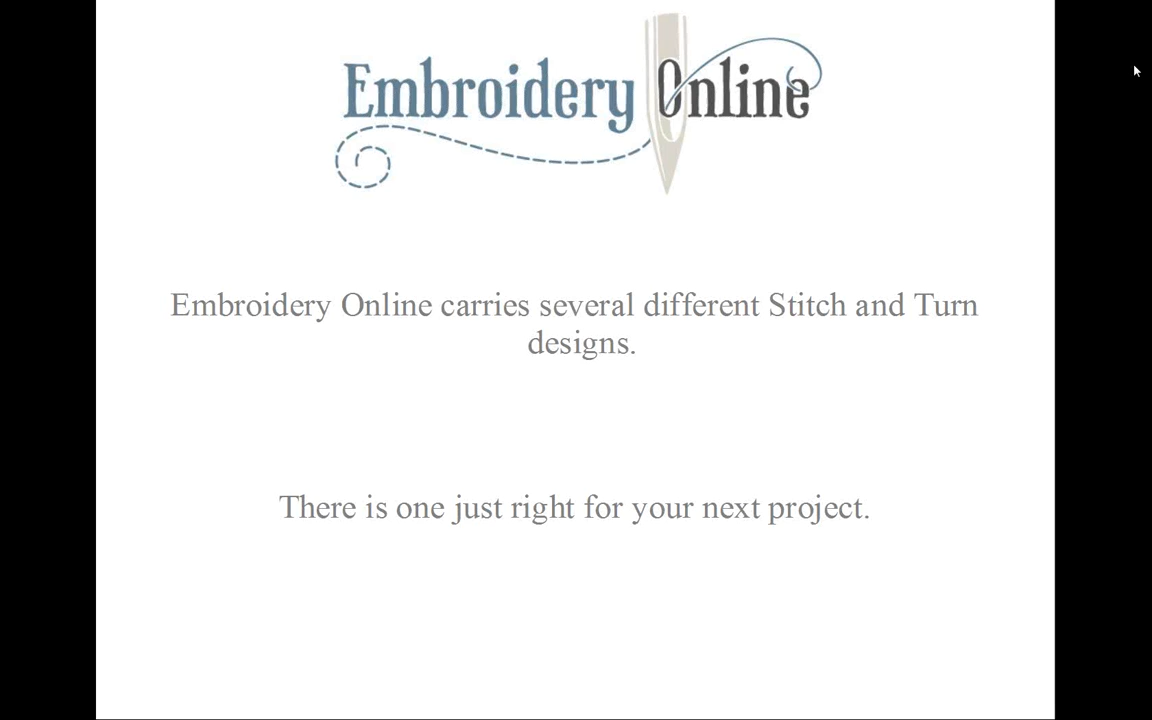 Embroidery Online
Embroidery Online carries several different Stitch and Turn
designs.
There is one just right for your next project.